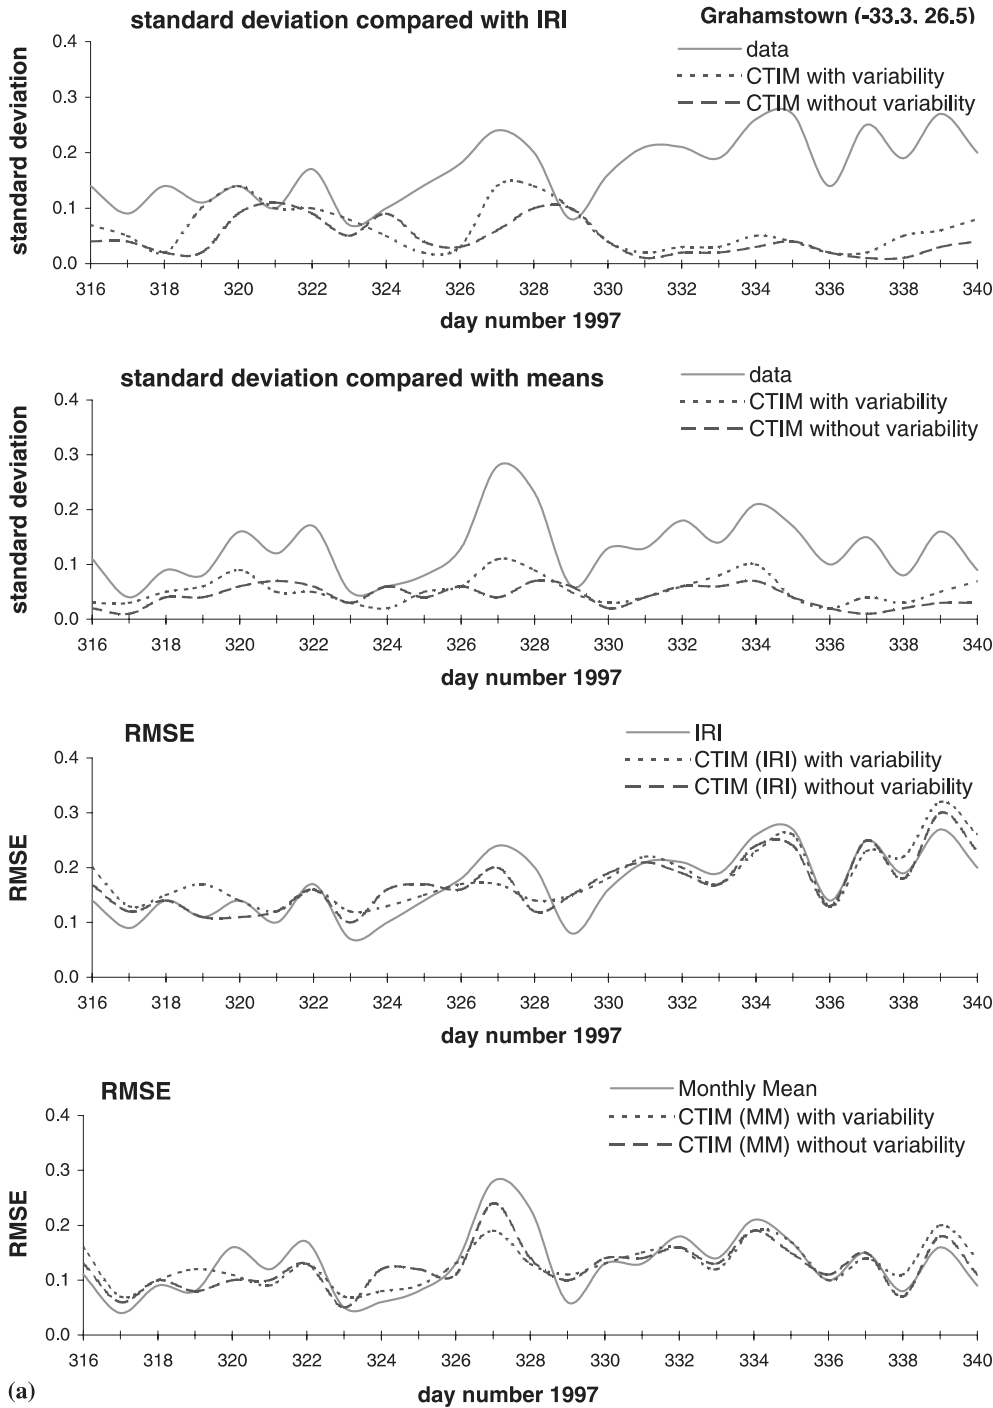 standard deviation compared with IRI
Grahamstown (-33.3, 26.5)
data
CTIM with variability
CTIM without variability
standard deviation
0.4
0.3
0.2
0.1
0.0
316 318 320 322 324 326 328 330 332 334 336 338 340
day number 1997
standard deviation compared with means
data
CTIM with variability
CTIM without variability
standard deviation
0.4
0.3
0.2
0.1
0.0
316 318 320 322 324 326 328 330 332 334 336 338 340
day number 1997
RMSE
IRI
CTIM (IRI) with variability
CTIM (IRI) without variability
RMSE
0.4
0.3
0.2
0.1
0.0
316 318 320 322 324 326 328 330 332 334 336 338 340
day number 1997
RMSE
Monthly Mean
CTIM (MM) with variability
CTIM (MM) without variability
RMSE
0.4
0.3
0.2
0.1
0.0
316 318 320 322 324 326 328 330 332 334 336 338 340
day number 1997
(a)